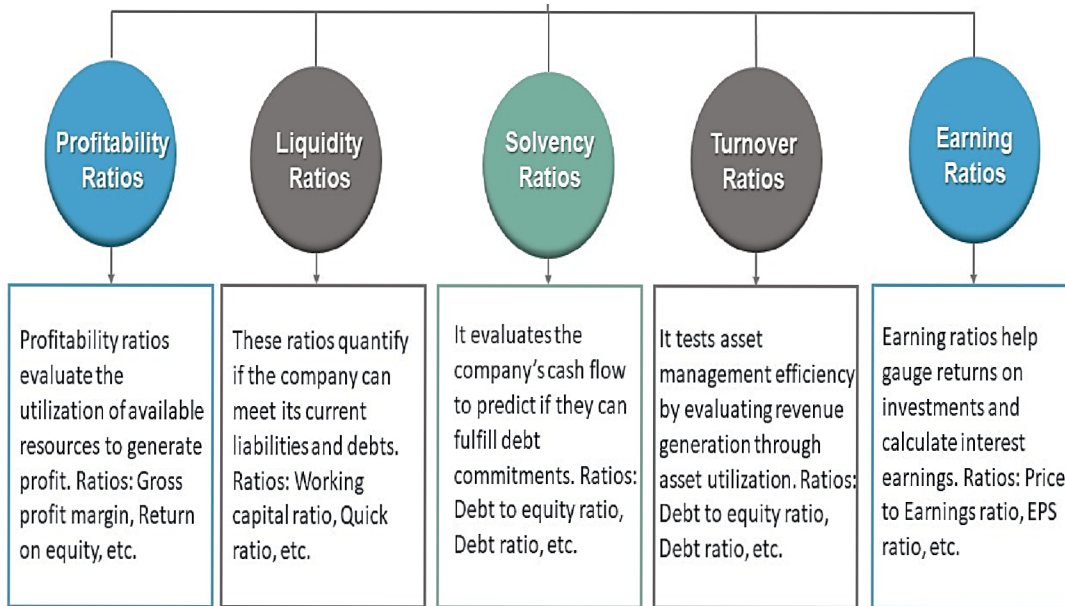 Profitability
Ratios
Liquidity
Ratios
Solvency
Ratios
Turnover
Ratios
Earning
Ratios
Profitability ratios
evaluate the
utilization of available
resources to generate
profit. Ratios: Gross
profit margin, Return
on equity, etc.
These ratios quantify
if the company can
meet its current
liabilities and debts.
Ratios: Working
capital ratio, Quick
ratio, etc.
It evaluates the
company's cash flow
to predict if they can
fulfill debt
commitments. Ratios:
Debt to equity ratio,
Debt ratio, etc.
It tests asset
management efficiency
by evaluating revenue
generation through
asset utilization. Ratios:
Debt to equity ratio,
Debt ratio, etc.
Earning ratios help
gauge returns on
investments and
calculate interest
earnings. Ratios: Price
to Earnings ratio, EPS
ratio, etc.